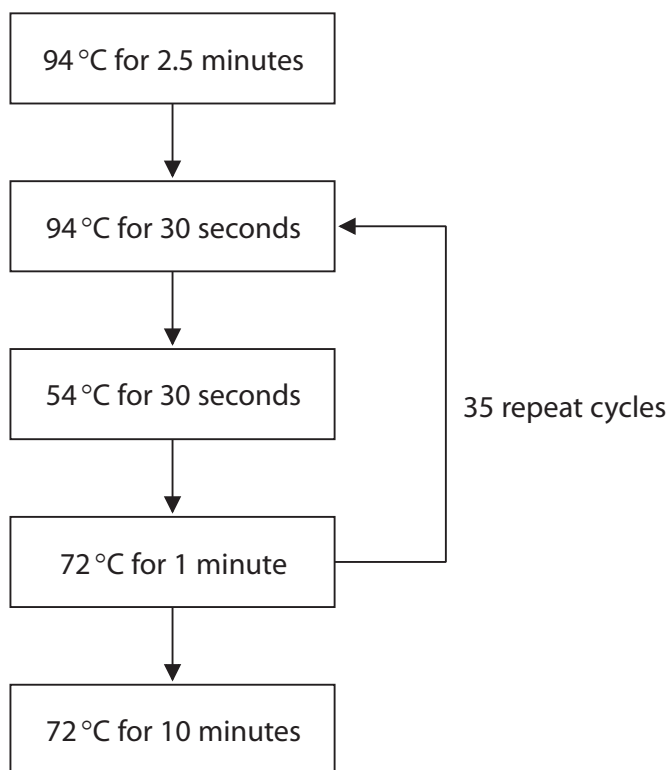 94 °C for 2.5 minutes
94 °C for 30 seconds
54 °C for 30 seconds
35 repeat cycles
72 °C for 1 minute
72 °C for 10 minutes